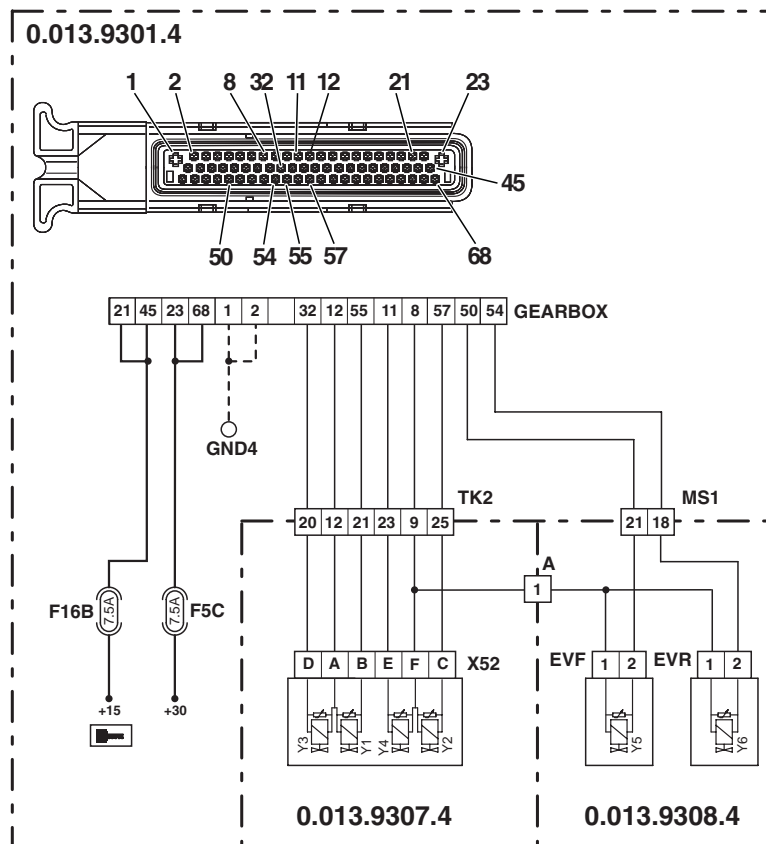 0.013.9301.4
1 2 8 32 11 12 21 23
45
50 54 55 57 68
21 45 23 68 1 2 32 12 55 11 8 57 50 54 GEARBOX
GND4
TK2 MS1
20 12 21 23 9 25 21 18
A
1
F16B 7.5A 7.5A F5C
D A B E F C X52 EVF 1 2 EVR 1 2
+15 +30
Y3 Y1 Y4 Y2 Y5 Y6
0.013.9307.4 0.013.9308.4